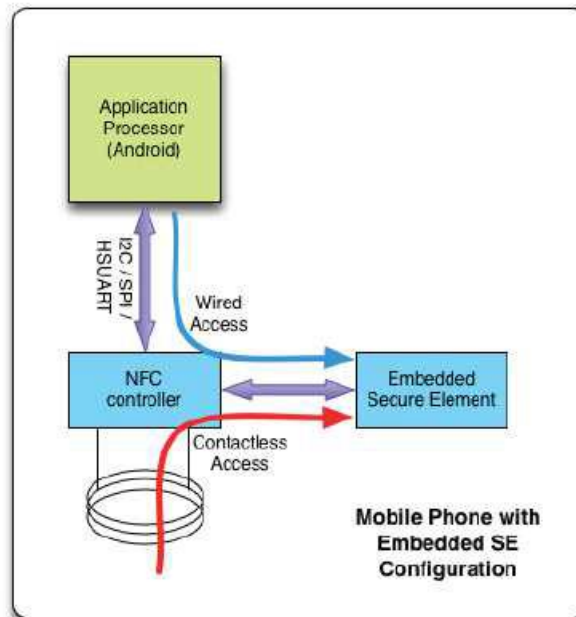 Application
Processor
(Android)
I2C / SPI /
HSUART
Wired
Access
NFC
controller
Embedded
Secure Element
Contactless
Access
Mobile Phone with
Embedded SE
Configuration